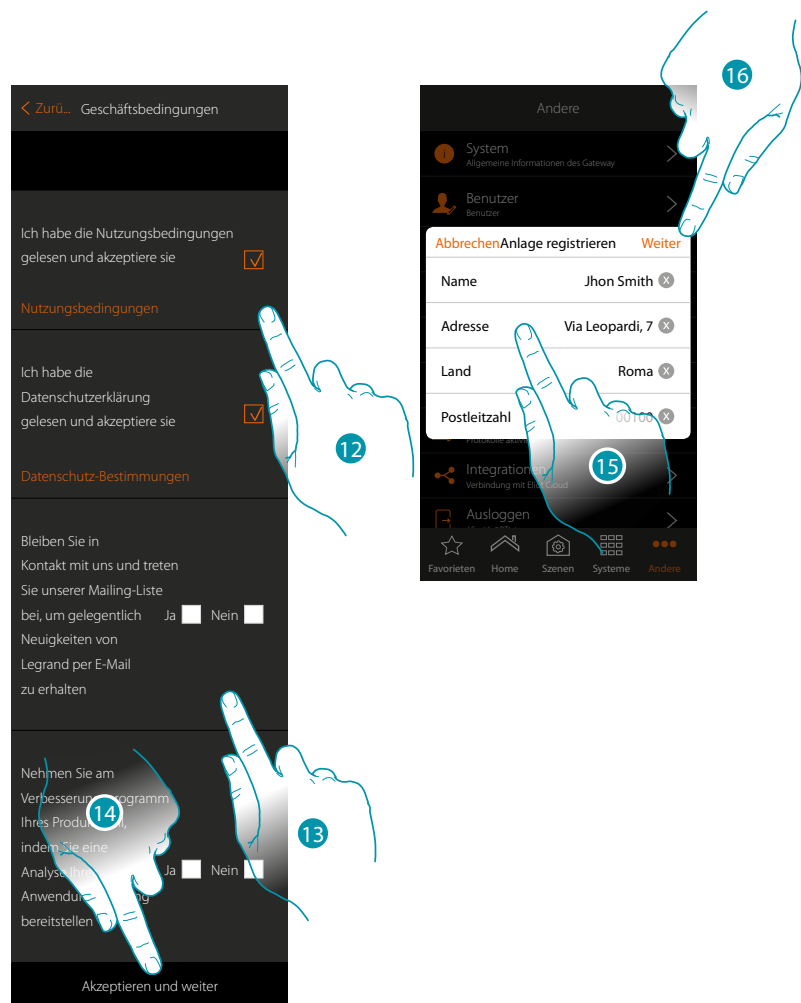 Zurü... Geschäftsbedingungen
Ich habe die Nutzungsbedingungen
gelesen und akzeptiere sie
Nutzungsbedingungen
Ich habe die
Datenschutzerklärung
gelesen und akzeptiere sie
Datenschutz-Bestimmungen
12
Bleiben Sie in
Kontakt mit uns und treten
Sie unserer Mailing-Liste
bei, um gelegentlich Ja Nein
Neuigkeiten von
Legrand per E-Mail
zu erhalten
13
Nehmen Sie am
Ihres
indem Sie eine
Ja Nein
bereitstellen
14
Akzeptieren und weiter
16
Andere
System
Allgemeine Informationen des Gateway
Benutzer
Benutzer
Abbrechen Anlage registrieren Weiter
Name Jhon Smith
Adresse Via Leopardi, 7
Land Roma
Postleitzahl 00100
15
Integrationen
Verbindung mit Cloud
Ausloggen
Favorieten Home Szenen Systeme Andere